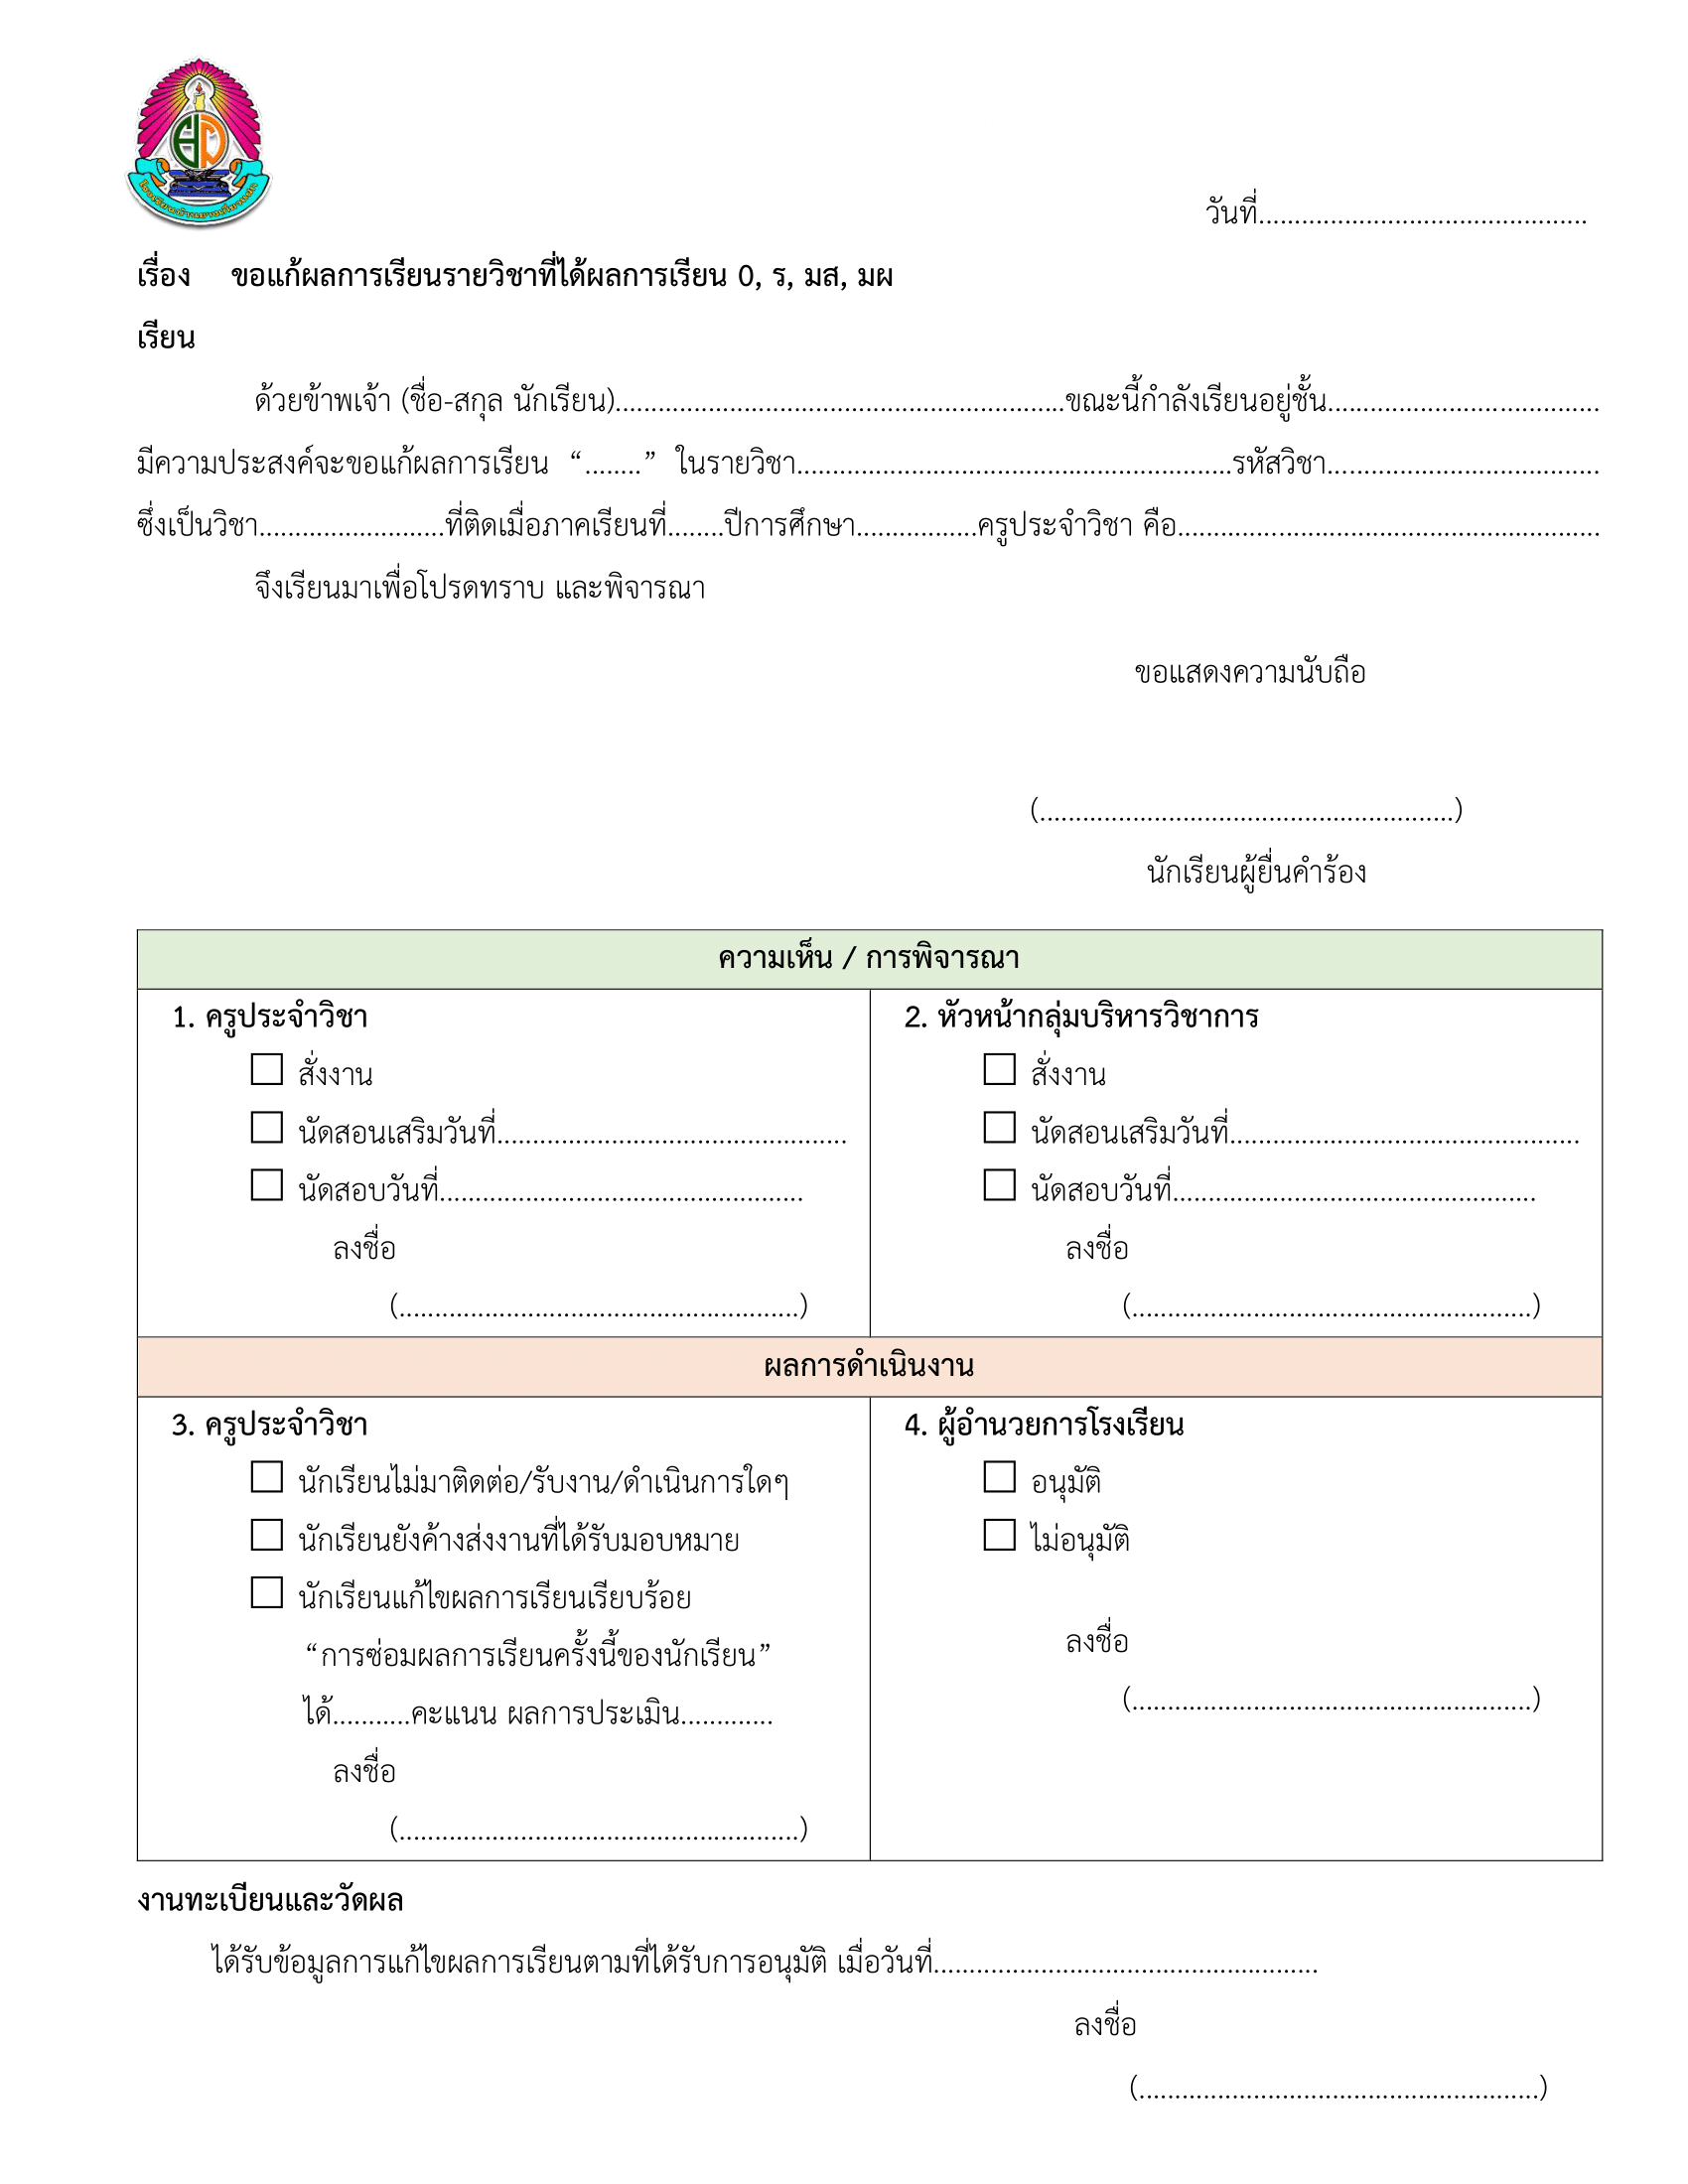 วันที่..............................................
เรื่อง ขอแก้ผลการเรียนรายวิชาที่ได้ผลการเรียน 0, ร, มส, มผ
เรียน
ด้วยข้าพเจ้า (ชื่อ-สกุล นักเรียน)...............................................................ขณะนี้กำลังเรียนอยู่ชั้น......................................
มีความประสงค์จะขอแก้ผลการเรียน “........” ในรายวิชา.............................................................รหัสวิชา......................................
ซึ่งเป็นวิชา..........................ที่ติดเมื่อภาคเรียนที่........ปีการศึกษา.................ครูประจำวิชา คือ...........................................................
จึงเรียนมาเพื่อโปรดทราบ และพิจารณา
ขอแสดงความนับถือ
(..........................................................)
นักเรียนผู้ยื่นคำร้อง
ความเห็น / การพิจารณา
1. ครูประจำวิชา
สั่งงาน
นัดสอนเสริมวันที่.................................................
นัดสอบวันที่...................................................
ลงชื่อ
(........................................................)
2. หัวหน้ากลุ่มบริหารวิชาการ
สั่งงาน
นัดสอนเสริมวันที่.................................................
นัดสอบวันที่...................................................
ลงชื่อ
(........................................................)
ผลการดำเนินงาน
3. ครูประจำวิชา
นักเรียนไม่มาติดต่อ/รับงาน/ดำเนินการใดๆ
นักเรียนยังค้างส่งงานที่ได้รับมอบหมาย
นักเรียนแก้ไขผลการเรียนเรียบร้อย
“การซ่อมผลการเรียนครั้งนี้ของนักเรียน”
ได้...........คะแนน ผลการประเมิน.............
ลงชื่อ
(........................................................)
4. ผู้อำนวยการโรงเรียน
อนุมัติ
ไม่อนุมัติ
ลงชื่อ
(........................................................)
งานทะเบียนและวัดผล
ได้รับข้อมูลการแก้ไขผลการเรียนตามที่ได้รับการอนุมัติ เมื่อวันที่......................................................
ลงชื่อ
(........................................................)